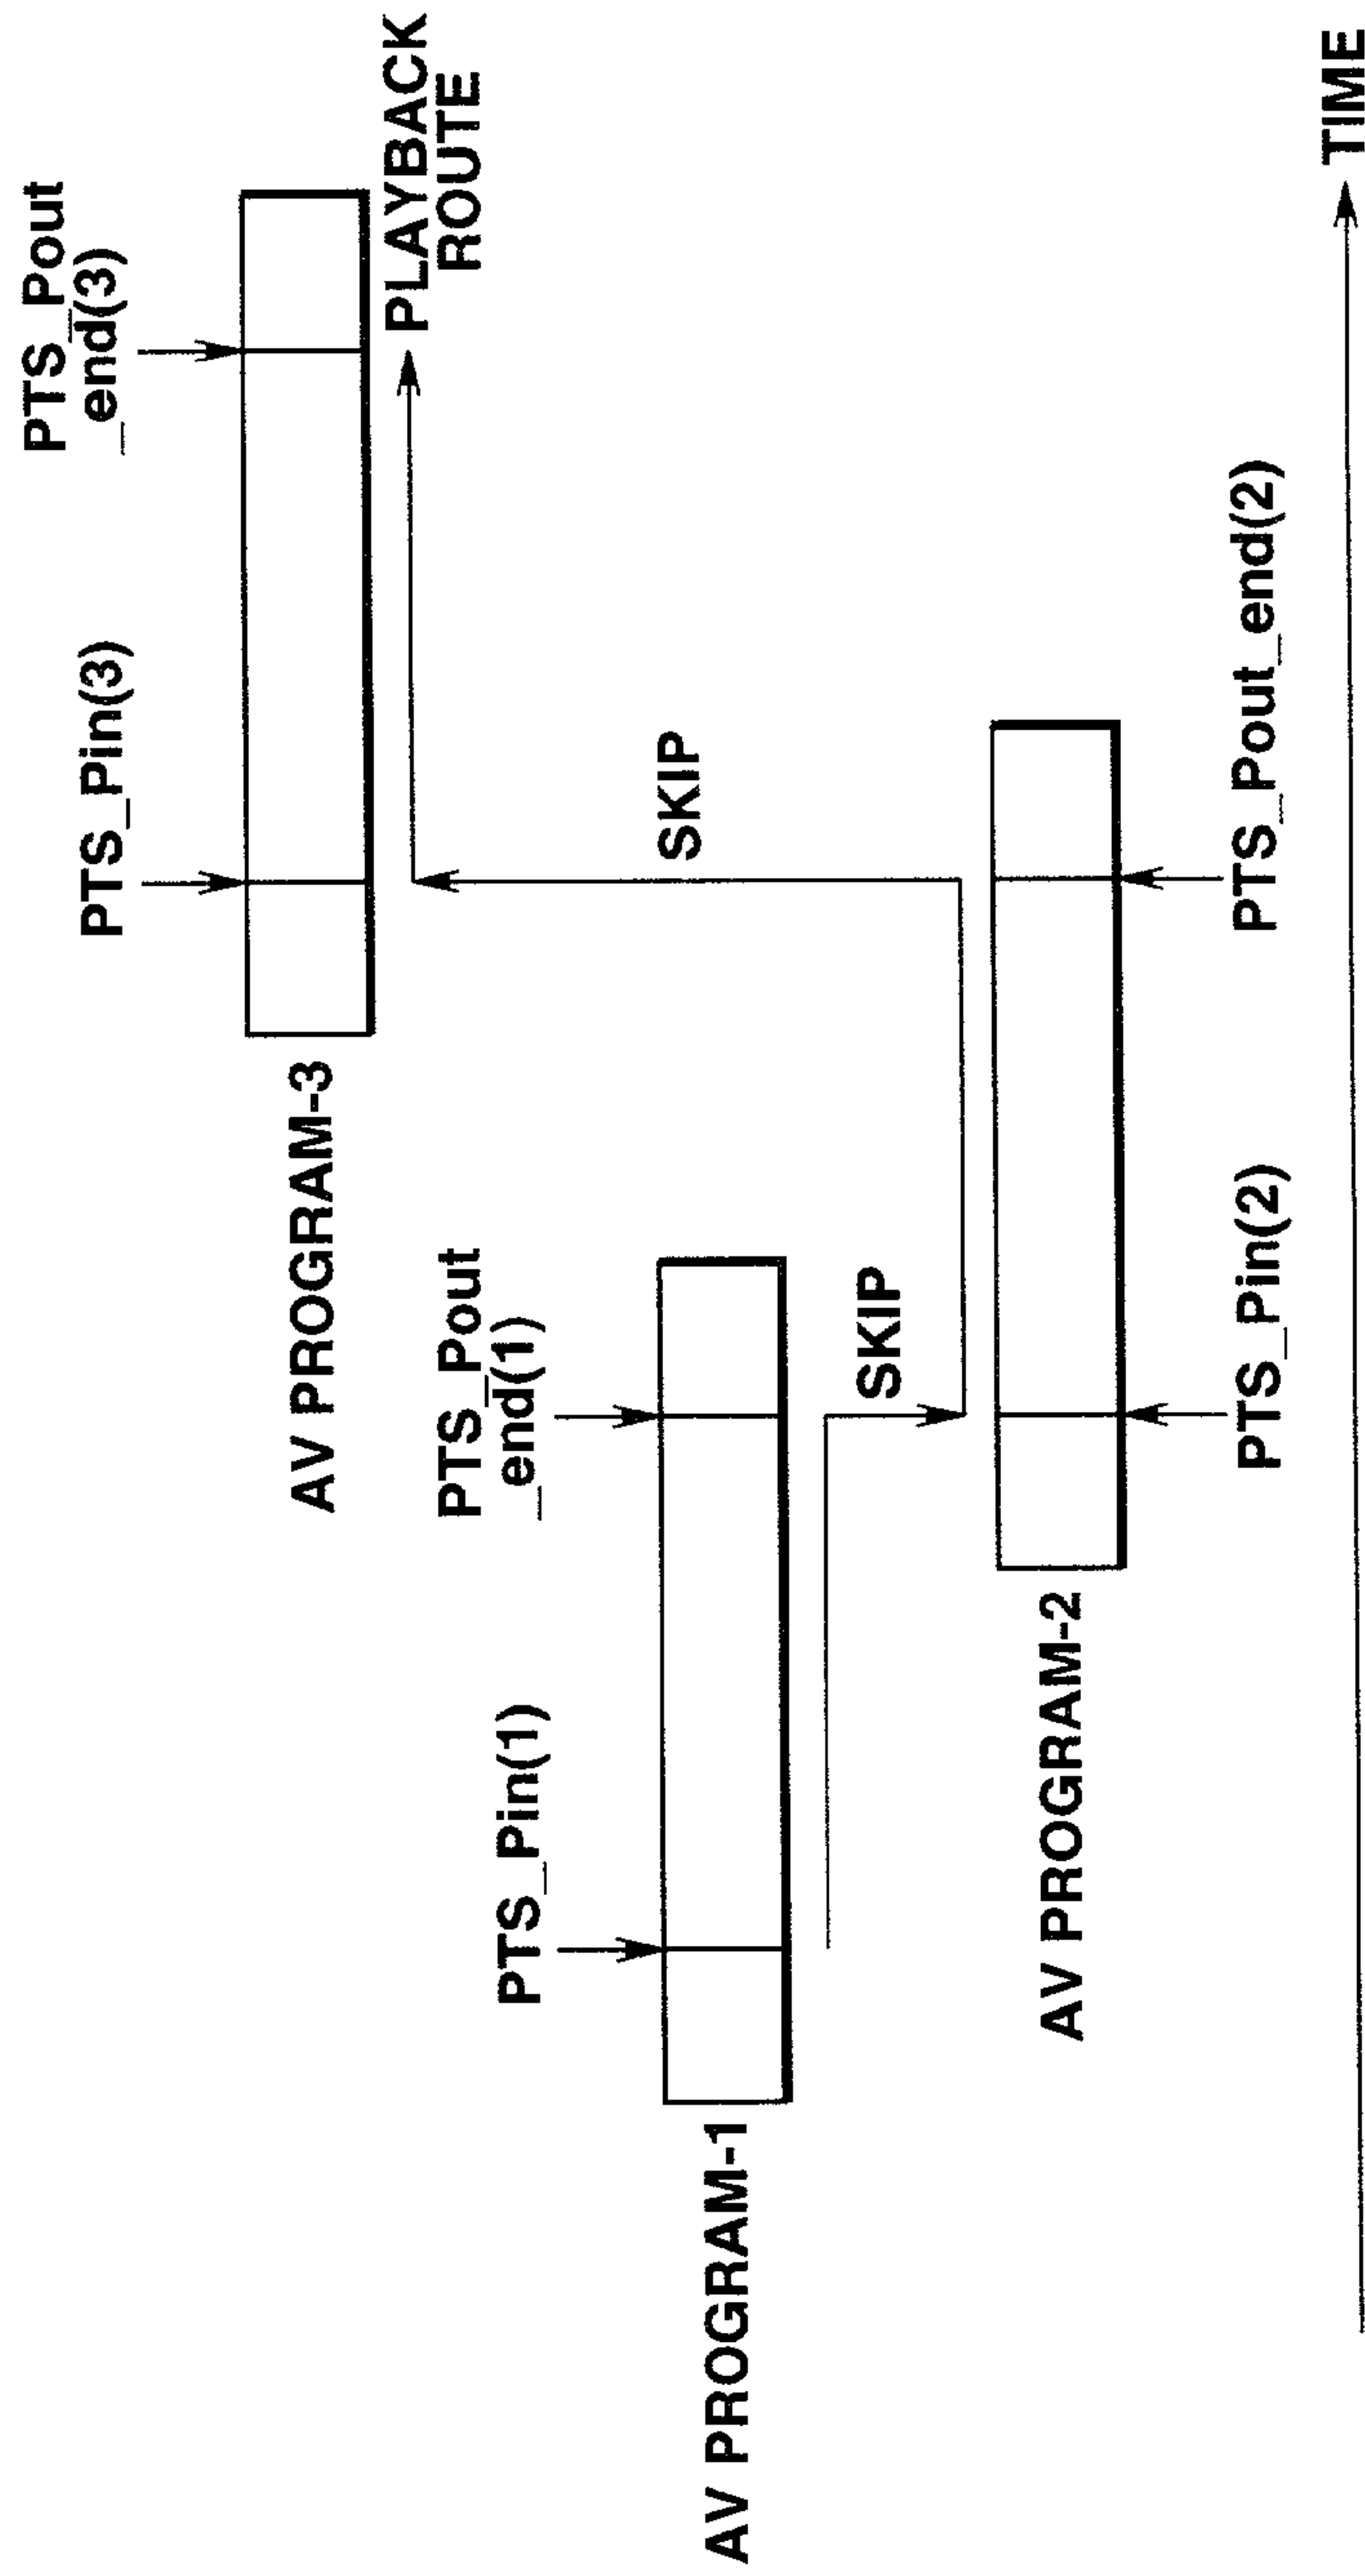 PTS_Pin(3)
PTS_Pout
_end(3)
AV PROGRAM-3
PLAYBACK
ROUTE
PTS_Pin(1)
PTS_Pout
_end(1)
AV PROGRAM-1
SKIP
SKIP
AV PROGRAM-2
PTS_Pin(2)
PTS_Pout_end(2)
TIME